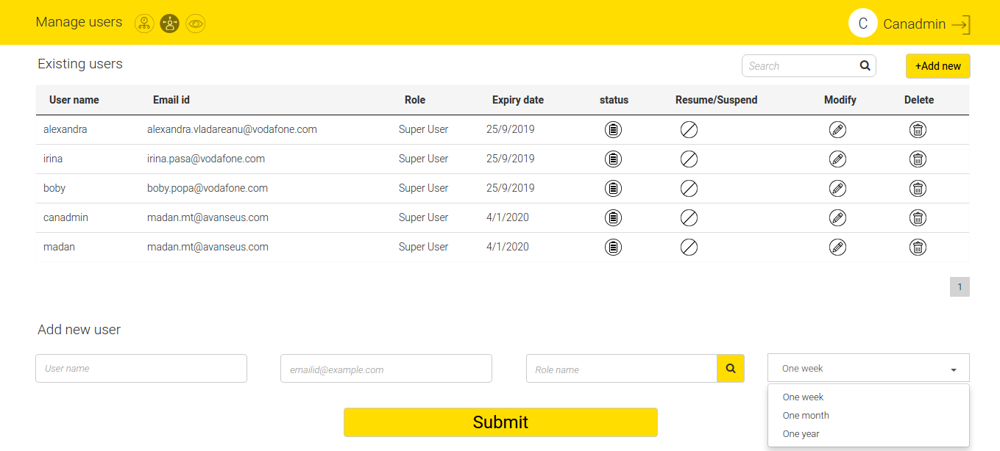 Manage users
C Canadmin
Existing users
Search
+Add new
User name Email id Role Expiry date status Resume/Suspend Modify Delete
alexandra alexandra.vladareanu@vodafone.com Super User 25/9/2019
irina irina.pasa@vodafone.com Super User 25/9/2019
boby boby.popa@vodafone.com Super User 25/9/2019
canadmin madan.mt@avanseus.com Super User 4/1/2020
madan madan.mt@avanseus.com Super User 4/1/2020
1
Add new user
User name emailid@example.com Role name One week
One week
One month
One year
Submit